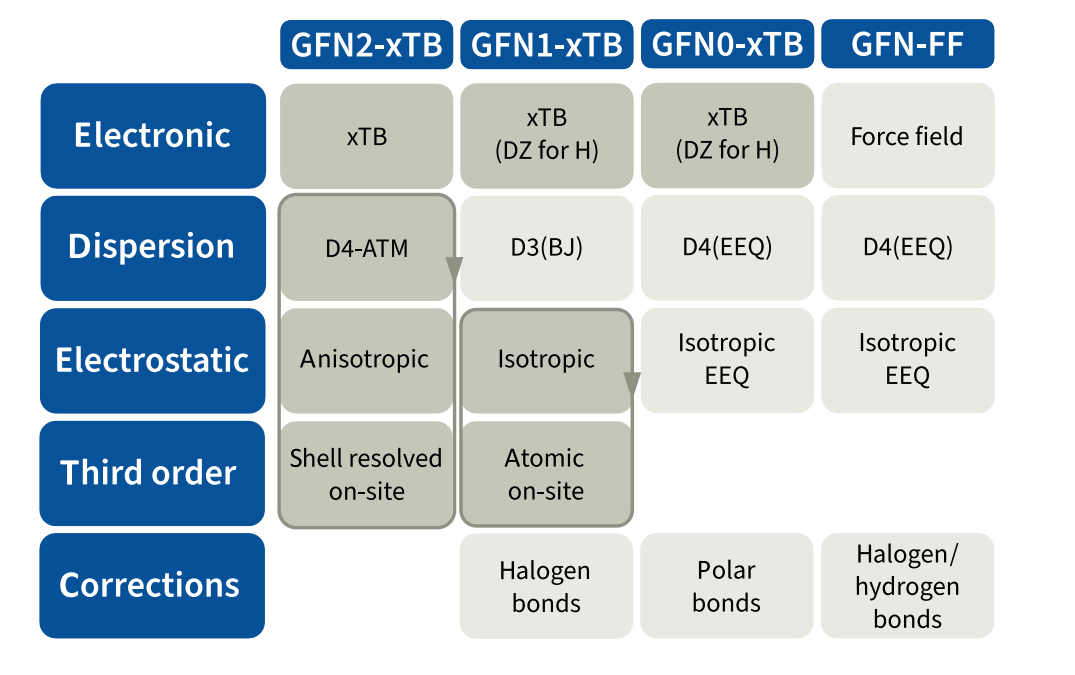 GFN2-xTB GFN1-xTB GFN0-xTB GFN-FF
Electronic
xTB
xTB
(DZ for H)
xTB
(DZ for H)
Force field
Dispersion
D4-ATM
D3(BJ)
D4(EEQ)
D4(EEQ)
Electrostatic
Anisotropic
Isotropic
Isotropic
EEQ
Isotropic
EEQ
Third order
Shell resolved
on-site
Atomic
on-site
Corrections
Halogen
bonds
Polar
bonds
Halogen/
hydrogen
bonds